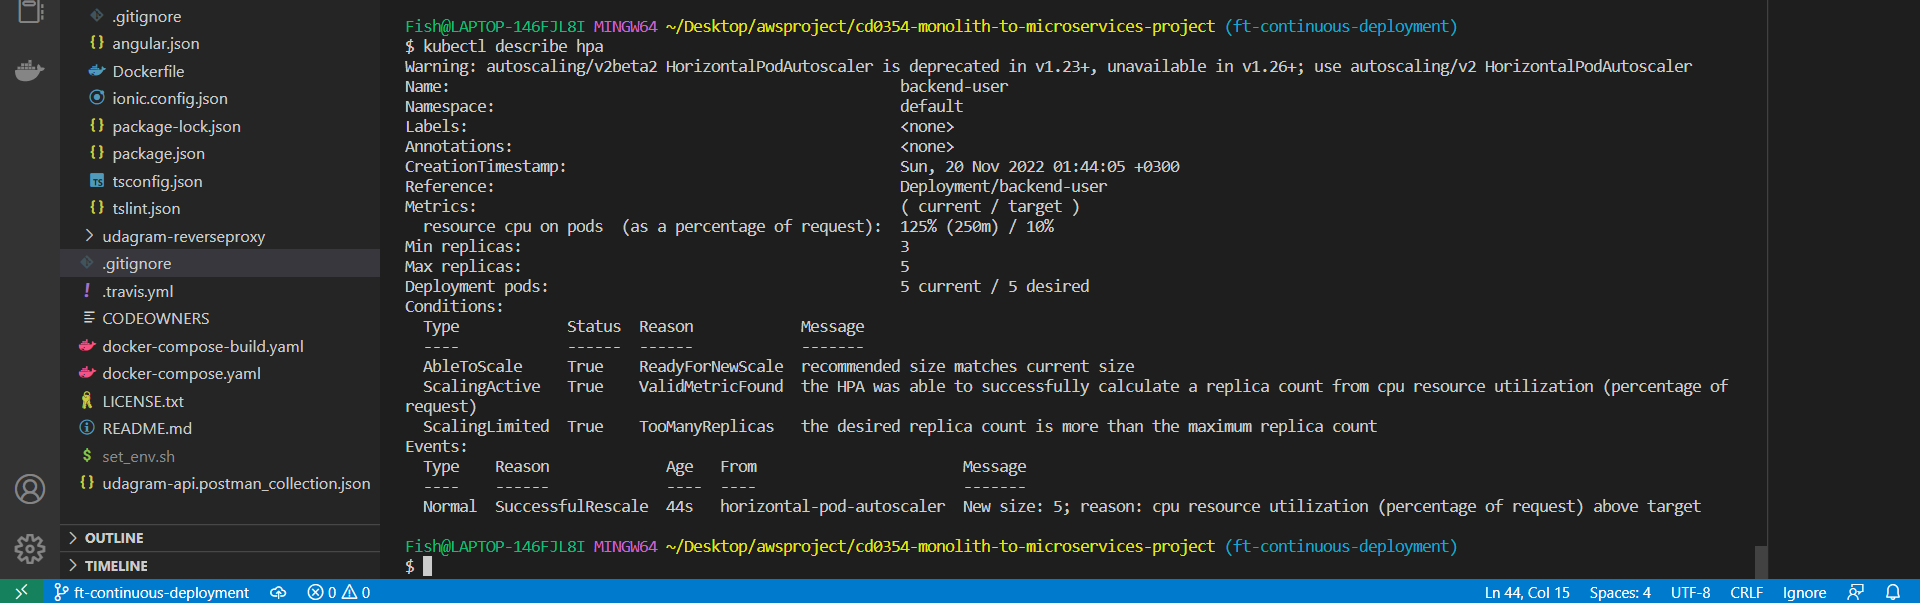 .gitignore
angular.json
Dockerfile
ionic.config.json
package-lock.json
package.json
tsconfig.json
tslint.json
udagram-reverseproxy
.gitignore
.travis.yml
CODEOWNERS
docker-compose-build.yaml
docker-compose.yaml
LICENSE.txt
README.md
set_env.sh
udagram-api.postman_collection.json
OUTLINE
TIMELINE
Fish@LAPTOP-146FJL8I MINGW64 ~/Desktop/awsproject/cd0354-monolith-to-microservices-project (ft-continuous-deployment)
$ kubectl describe hpa
Warning: autoscaling/v2beta2 HorizontalPodAutoscaler is deprecated in v1.23+, unavailable in v1.26+; use autoscaling/v2 HorizontalPodAutoscaler
Name: backend-user
Namespace: default
Labels: <none>
Annotations: <none>
CreationTimestamp: Sun, 20 Nov 2022 01:44:05 +0300
Reference: Deployment/backend-user
Metrics: ( current / target )
resource cpu on pods (as a percentage of request): 125% (250m) / 10%
Min replicas: 3
Max replicas: 5
Deployment pods: 5 current / 5 desired
Conditions:
Type Status Reason Message
---- ------ ------ -------
AbleToScale True ReadyForNewScale recommended size matches current size
ScalingActive True ValidMetricFound the HPA was able to successfully calculate a replica count from cpu resource utilization (percentage of
request)
ScalingLimited True TooManyReplicas the desired replica count is more than the maximum replica count
Events:
Type Reason Age From Message
---- ------ ---- ---- -------
Normal SuccessfulRescale 44s horizontal-pod-autoscaler New size: 5; reason: cpu resource utilization (percentage of request) above target
Fish@LAPTOP-146FJL8I MINGW64 ~/Desktop/awsproject/cd0354-monolith-to-microservices-project (ft-continuous-deployment)
$
ft-continuous-deployment 0 0 Ln 44, Col 15 Spaces: 4 UTF-8 CRLF Ignore